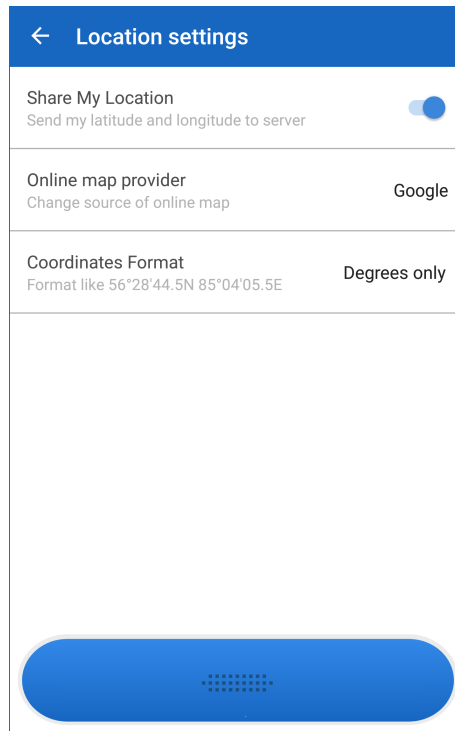 Location settings
Share My Location
Send my latitude and longitude to server
Online map provider
Google
Change source of online map
Coordinates Format
Degrees only
Format like 56°28'44.5N 85°04'05.5E